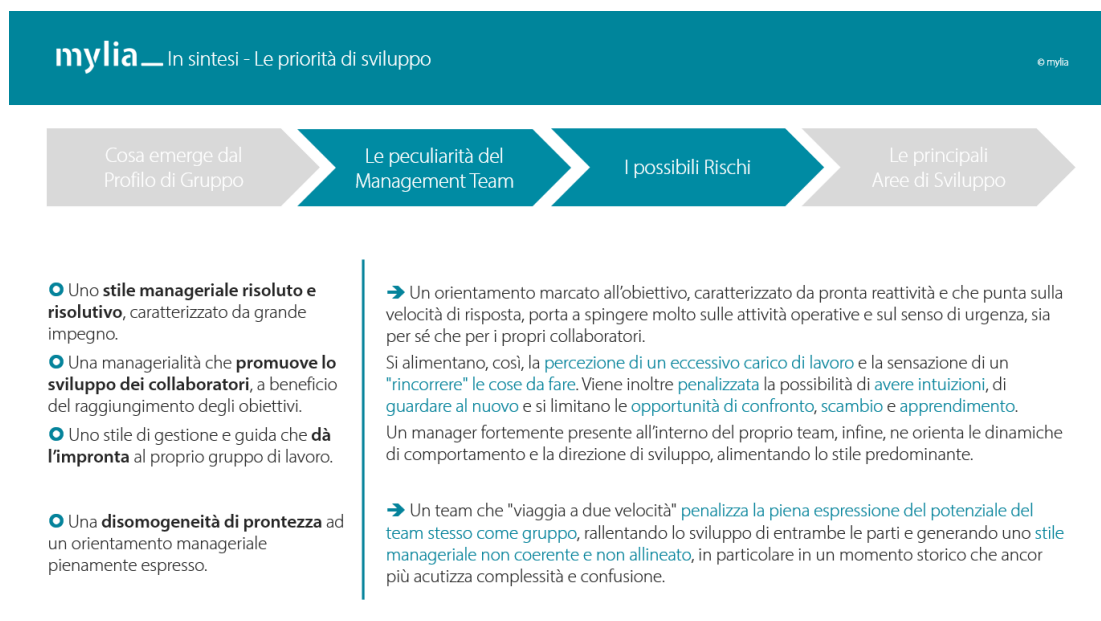 mylia_ In sintesi - Le priorità di sviluppo
© mylia
Cosa emerge dal
Profilo di Gruppo
Le peculiarità del
Management Team
I possibili Rischi
Le principali
Aree di Sviluppo
Uno stile manageriale risoluto e
risolutivo, caratterizzato da grande
impegno.
Una managerialità che promuove lo
sviluppo dei collaboratori, a beneficio
del raggiungimento degli obiettivi.
Uno stile di gestione e guida che dà
l'impronta al proprio gruppo di lavoro.
Una disomogeneità di prontezza ad
un orientamento manageriale
pienamente espresso.
➔ Un orientamento marcato all'obiettivo, caratterizzato da pronta reattività e che punta sulla
velocità di risposta, porta a spingere molto sulle attività operative e sul senso di urgenza, sia
per sé che per i propri collaboratori.
Si alimentano, così, la percezione di un eccessivo carico di lavoro e la sensazione di un
"rincorrere" le cose da fare. Viene inoltre penalizzata la possibilità di avere intuizioni, di
guardare al nuovo e si limitano le opportunità di confronto, scambio e apprendimento.
Un manager fortemente presente all'interno del proprio team, infine, ne orienta le dinamiche
di comportamento e la direzione di sviluppo, alimentando lo stile predominante.
➔ Un team che "viaggia a due velocità" penalizza la piena espressione del potenziale del
team stesso come gruppo, rallentando lo sviluppo di entrambe le parti e generando uno stile
manageriale non coerente e non allineato, in particolare in un momento storico che ancor
più acutizza complessità e confusione.